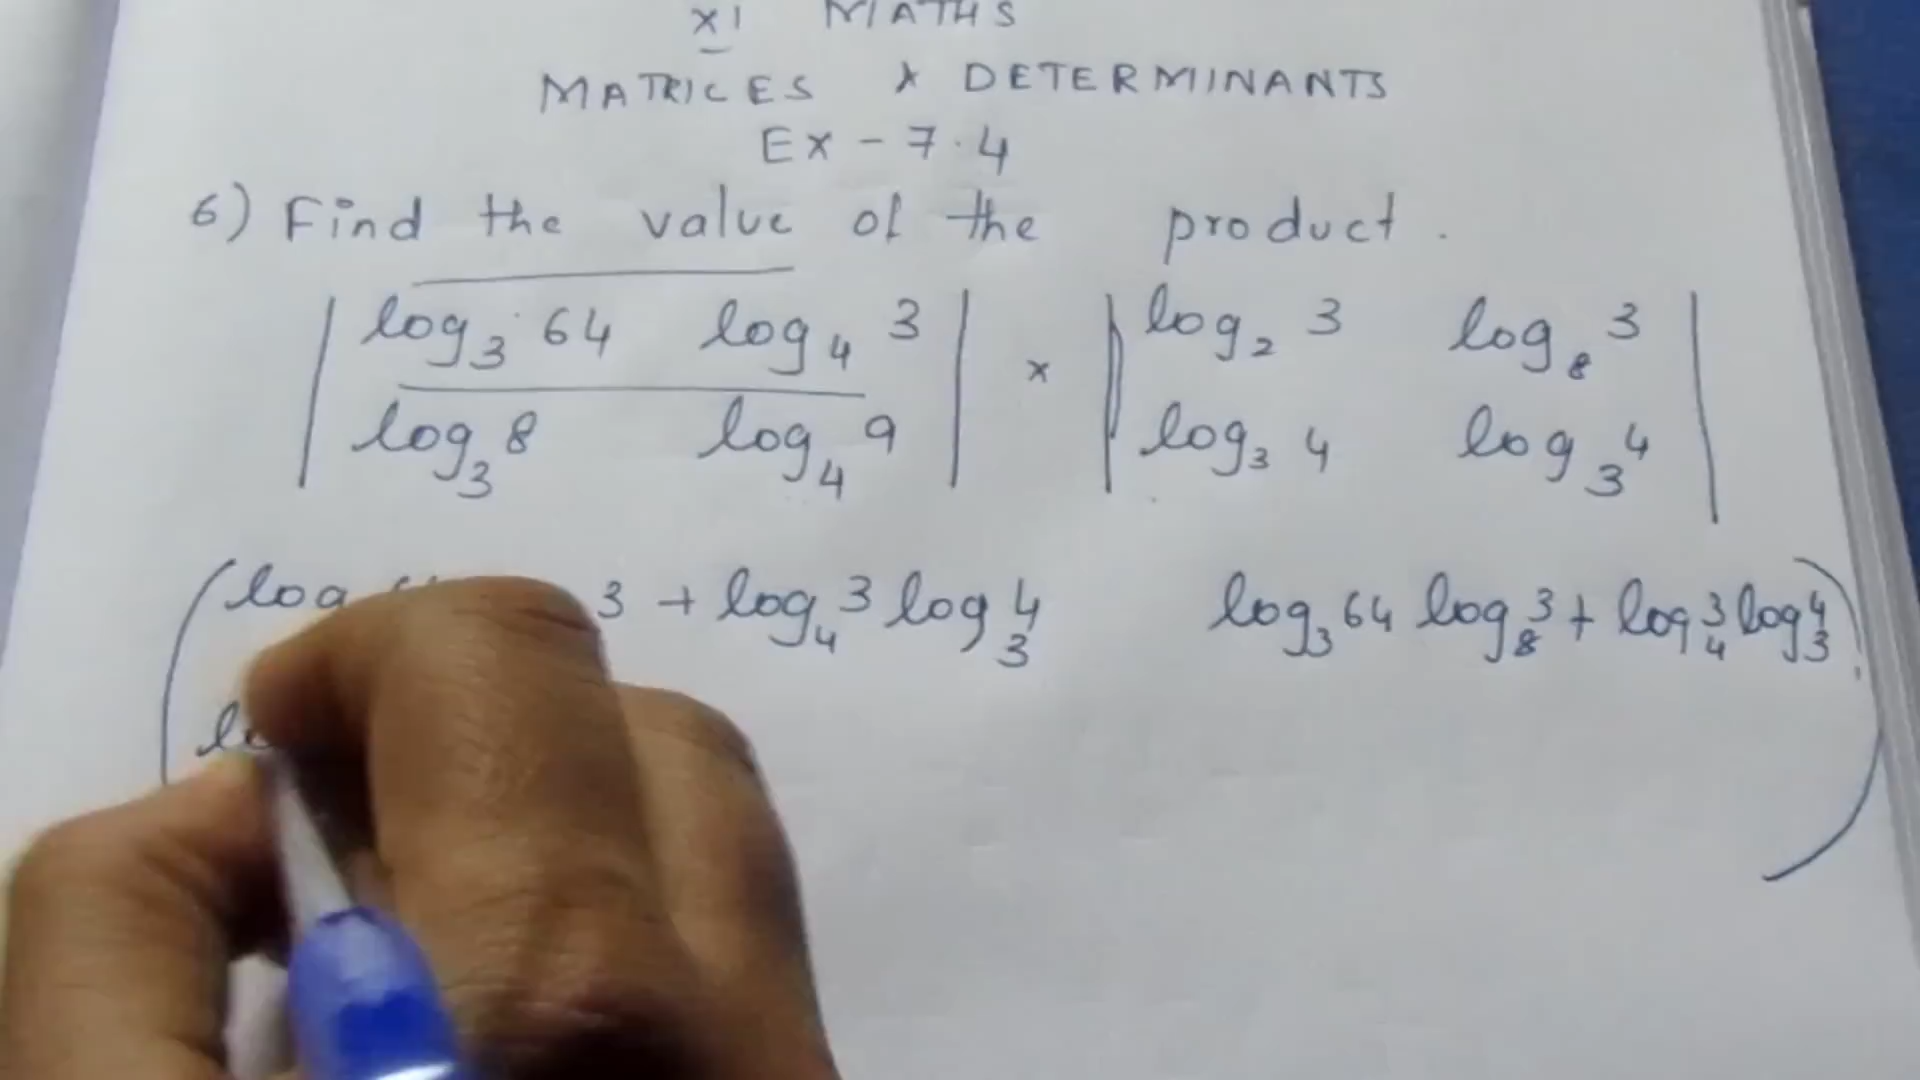 XI MATHS
MATRICES & DETERMINANTS
Ex - 7.4
6) Find the value of the product.
| log₃ 64 log₄ 3 | × | log₂ 3 log₈ 3 |
| log₃ 8 log₄ 9 | | log₃ 4 log₃ 4 |
( log 3 + log₄ 3 log₃ 4 log₃ 64 log₈ 3 + log₄ 3 log₃ 4 )